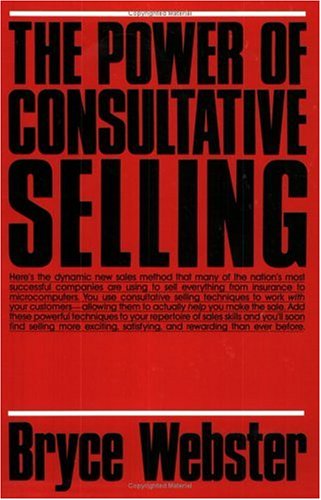 THE POWER OF
CONSULTATIVE
SELLING
Here's the dynamic new sales method that many of the nation's most
successful companies are using to sell everything from insurance to
microcomputers. You use consultative selling techniques to work with
your customers—allowing them to actually help you make the sale. Add
these powerful techniques to your repertoire of sales skills and you'll soon
find selling more exciting, satisfying, and rewarding than ever before.
Bryce Webster
Copyrighted Material